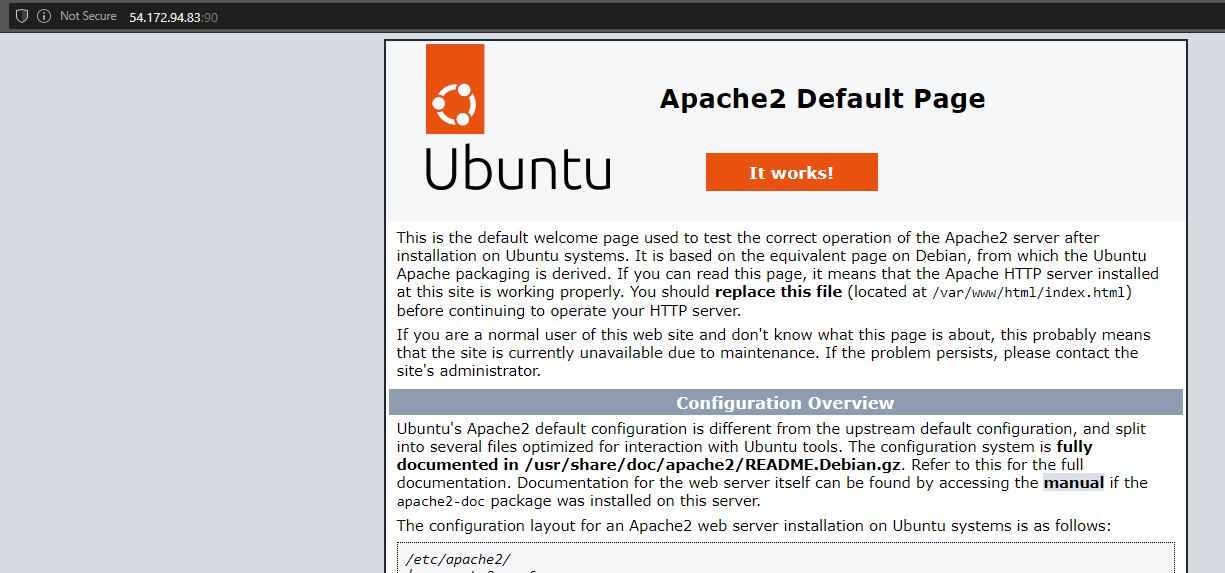 Not Secure 54.172.94.83:90
Apache2 Default Page
Ubuntu
It works!
This is the default welcome page used to test the correct operation of the Apache2 server after
installation on Ubuntu systems. It is based on the equivalent page on Debian, from which the Ubuntu
Apache packaging is derived. If you can read this page, it means that the Apache HTTP server installed
at this site is working properly. You should replace this file (located at /var/www/html/index.html)
before continuing to operate your HTTP server.
If you are a normal user of this web site and don't know what this page is about, this probably means
that the site is currently unavailable due to maintenance. If the problem persists, please contact the
site's administrator.
Configuration Overview
Ubuntu's Apache2 default configuration is different from the upstream default configuration, and split
into several files optimized for interaction with Ubuntu tools. The configuration system is fully
documented in /usr/share/doc/apache2/README.Debian.gz. Refer to this for the full
documentation. Documentation for the web server itself can be found by accessing the manual if the
apache2-doc package was installed on this server.
The configuration layout for an Apache2 web server installation on Ubuntu systems is as follows:
/etc/apache2/